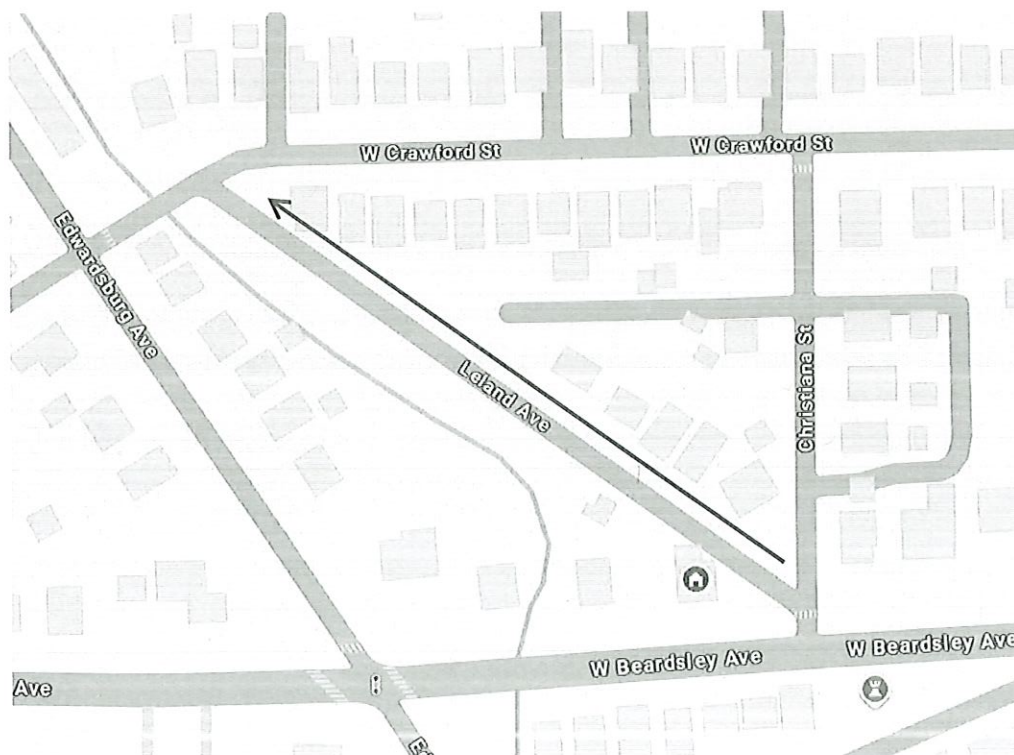 W Crawford St
W Crawford St
Edwardsburg Ave
Leland Ave
Christiana St
W Beardsley Ave
W Beardsley Ave
Ave